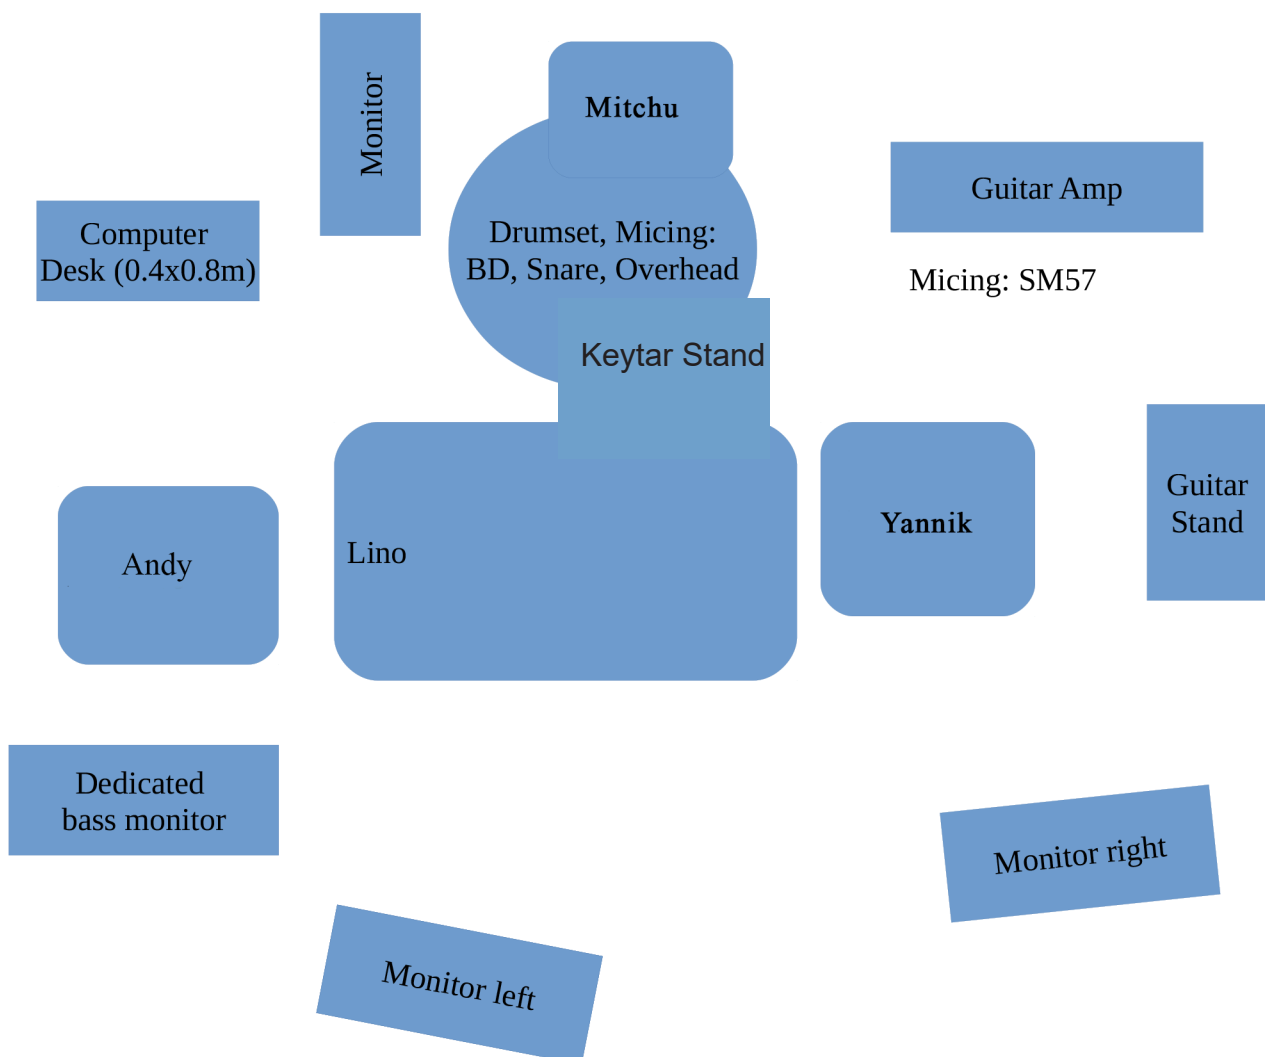 Monitor
Mitchu
Guitar Amp
Computer
Desk (0.4x0.8m)
Drumset, Micing:
BD, Snare, Overhead
Micing: SM57
Keytar Stand
Guitar
Stand
Yannik
Lino
Andy
Dedicated
bass monitor
Monitor right
Monitor left